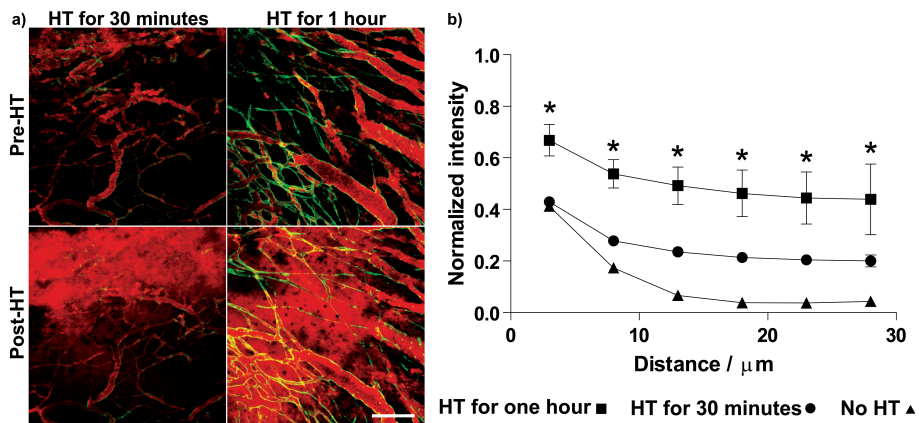 a) HT for 30 minutes HT for 1 hour
Pre-HT
Post-HT
b)
Normalized intensity
1.0
0.8
0.6
0.4
0.2
0.0
* * * * * *
0 10 20 30
Distance / μm
HT for one hour ■ HT for 30 minutes ● No HT ▲